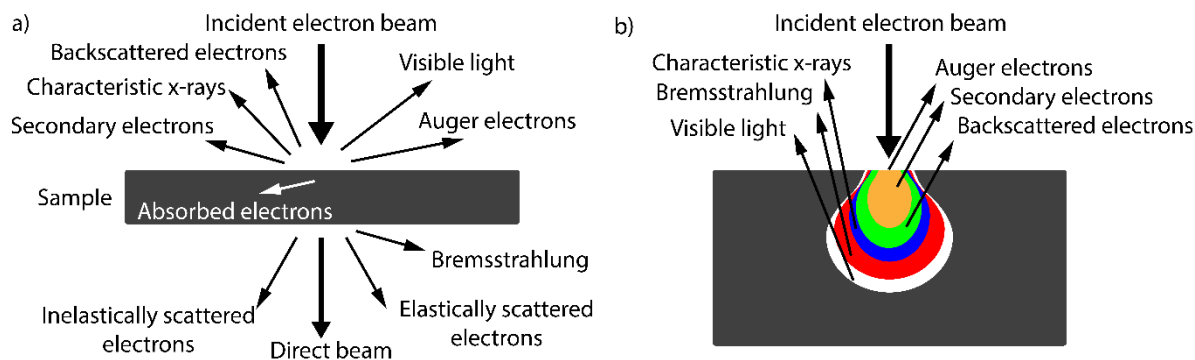 a)
Incident electron beam
Backscattered electrons
Visible light
Characteristic x-rays
Secondary electrons
Auger electrons
Sample
Absorbed electrons
Bremsstrahlung
Inelastically scattered
electrons
Elastically scattered
electrons
Direct beam
b)
Incident electron beam
Characteristic x-rays
Bremsstrahlung
Visible light
Auger electrons
Secondary electrons
Backscattered electrons